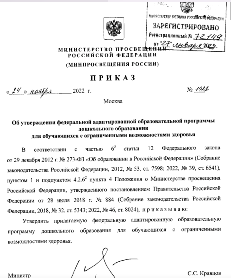 ЗАРЕГИСТРИРОВАНО
Регистрационный № 72149
от "27" января 2023
МИНИСТЕРСТВО ПРОСВЕЩЕНИЯ
РОССИЙСКОЙ ФЕДЕРАЦИИ
(МИНПРОСВЕЩЕНИЯ РОССИИ)
ПРИКАЗ
« 24 » ноября 2022 г.
№ 1022
Москва
Об утверждении федеральной адаптированной образовательной программы
дошкольного образования
для обучающихся с ограниченными возможностями здоровья
В соответствии с частью 6⁵ статьи 12 Федерального закона
от 29 декабря 2012 г. № 273-ФЗ «Об образовании в Российской Федерации» (Собрание
законодательства Российской Федерации, 2012, № 53, ст. 7598; 2022, № 39, ст. 6541),
пунктом 1 и подпунктом 4.2.6⁵ пункта 4 Положения о Министерстве просвещения
Российской Федерации, утвержденного постановлением Правительства Российской
Федерации от 28 июля 2018 г. № 884 (Собрание законодательства Российской
Федерации, 2018, № 32, ст. 5343; 2022, № 46, ст. 8024), приказываю:
Утвердить прилагаемую федеральную адаптированную образовательную
программу дошкольного образования для обучающихся с ограниченными
возможностями здоровья.
Министр
С.С. Кравцов